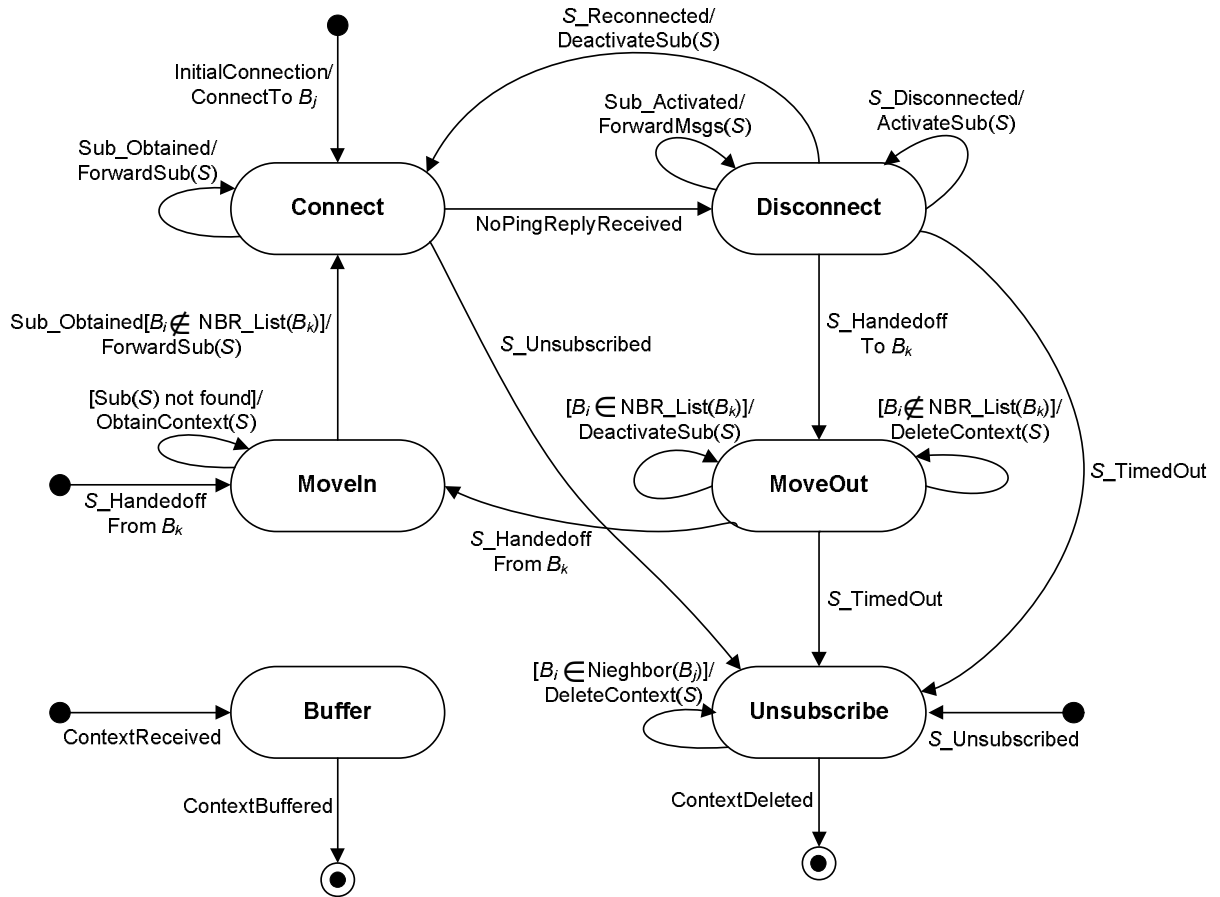 S_Reconnected/
DeactivateSub(S)
InitialConnection/
ConnectTo Bj
Sub_Activated/
ForwardMsgs(S)
S_Disconnected/
ActivateSub(S)
Sub_Obtained/
ForwardSub(S)
Connect
Disconnect
NoPingReplyReceived
Sub_Obtained[Bi ∉ NBR_List(Bk)]/
ForwardSub(S)
S_Unsubscribed
S_Handedoff
To Bk
[Sub(S) not found]/
ObtainContext(S)
[Bi ∈ NBR_List(Bk)]/
DeactivateSub(S)
[Bi ∉ NBR_List(Bk)]/
DeleteContext(S)
S_TimedOut
MoveIn
MoveOut
S_Handedoff
From Bk
S_Handedoff
From Bk
S_TimedOut
[Bi ∈ Nieghbor(Bj)]/
DeleteContext(S)
Buffer
Unsubscribe
ContextReceived
S_Unsubscribed
ContextBuffered
ContextDeleted